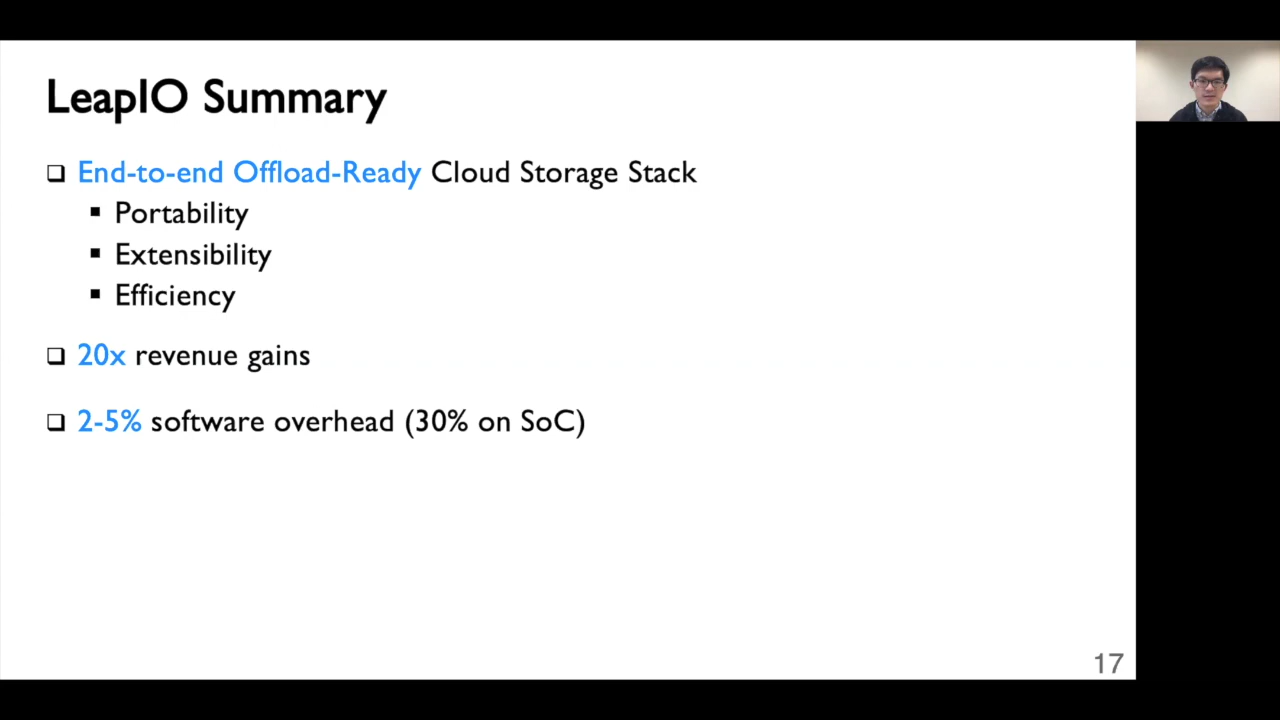 LeapIO Summary
End-to-end Offload-Ready Cloud Storage Stack
Portability
Extensibility
Efficiency
20x revenue gains
2-5% software overhead (30% on SoC)
17